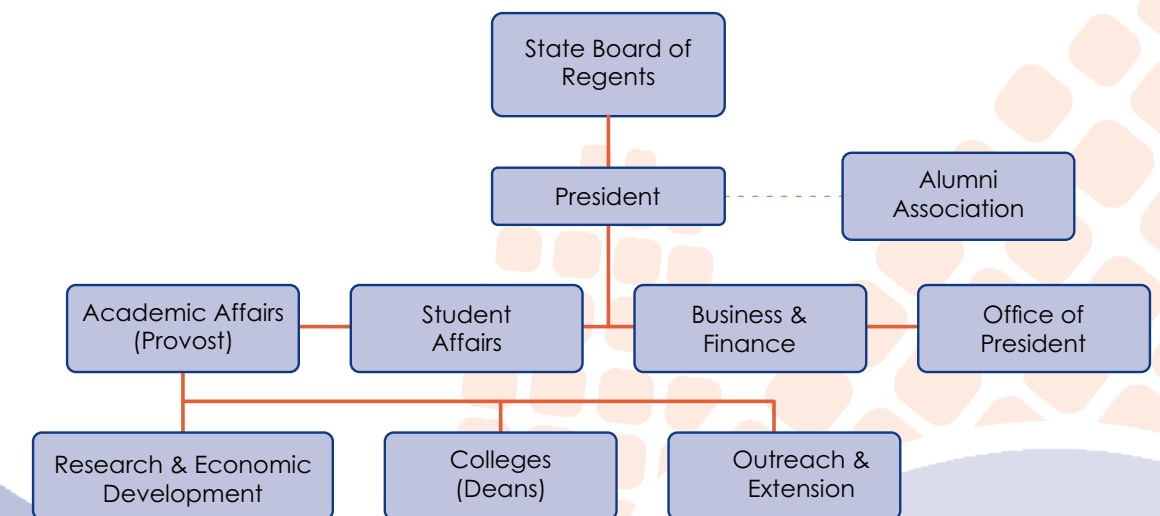 State Board of
Regents
President
Alumni
Association
Academic Affairs
(Provost)
Student
Affairs
Business &
Finance
Office of
President
Research & Economic
Development
Colleges
(Deans)
Outreach &
Extension